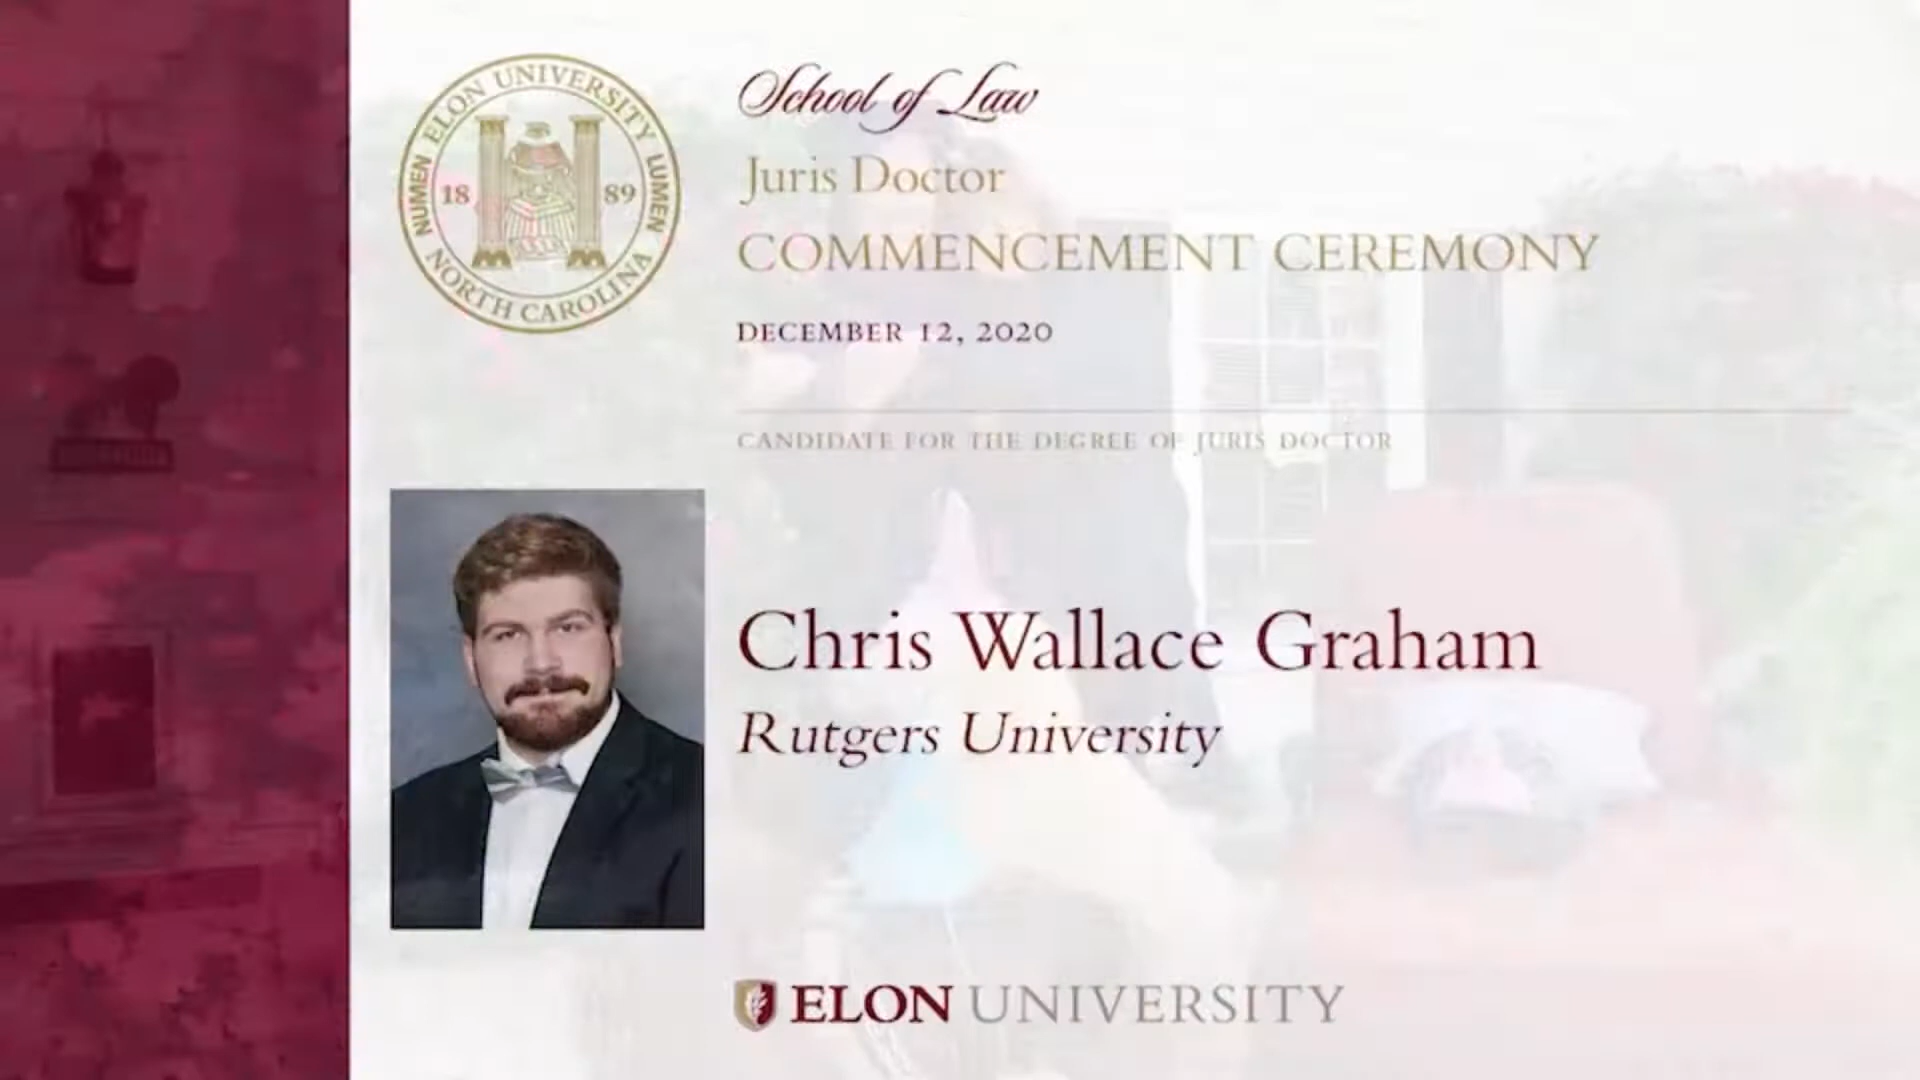 ELON UNIVERSITY
NUMEN LUMEN
18 89
NORTH CAROLINA
School of Law
Juris Doctor
COMMENCEMENT CEREMONY
DECEMBER 12, 2020
CANDIDATE FOR THE DEGREE OF JURIS DOCTOR
Chris Wallace Graham
Rutgers University
ELON UNIVERSITY